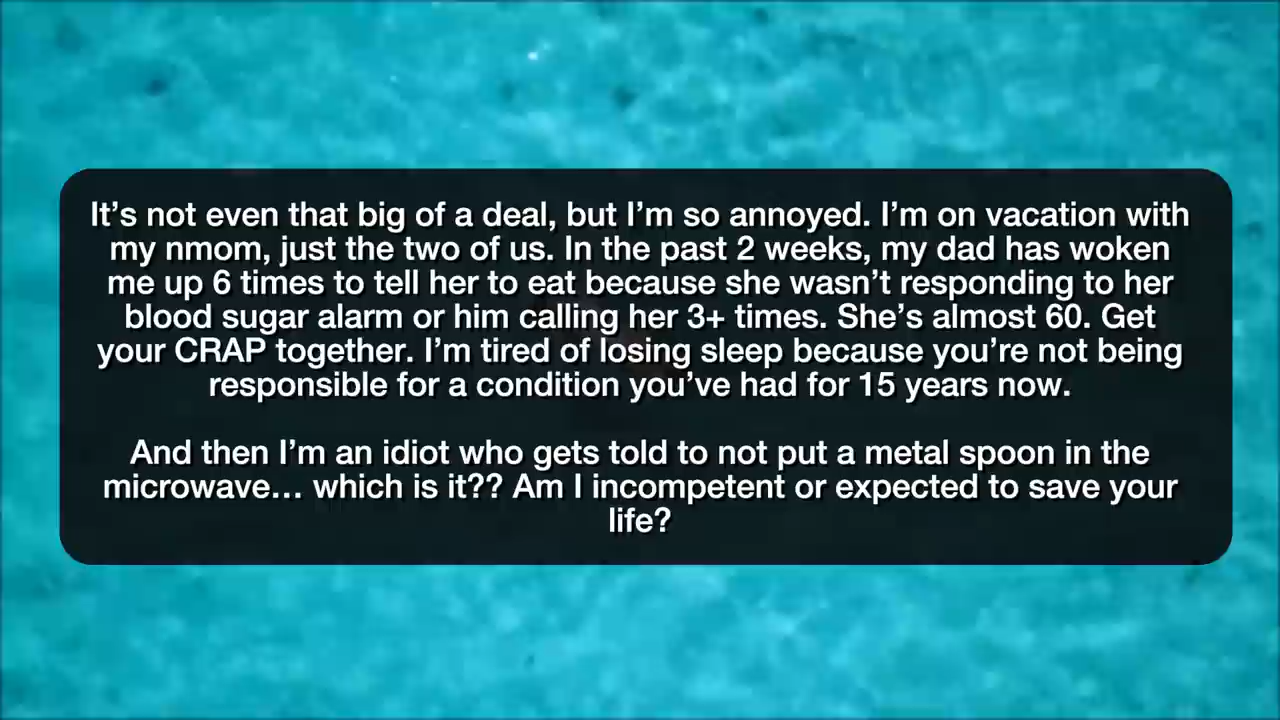 It’s not even that big of a deal, but I’m so annoyed. I’m on vacation with
my nmom, just the two of us. In the past 2 weeks, my dad has woken
me up 6 times to tell her to eat because she wasn’t responding to her
blood sugar alarm or him calling her 3+ times. She’s almost 60. Get
your CRAP together. I’m tired of losing sleep because you’re not being
responsible for a condition you’ve had for 15 years now.
And then I’m an idiot who gets told to not put a metal spoon in the
microwave… which is it?? Am I incompetent or expected to save your
life?